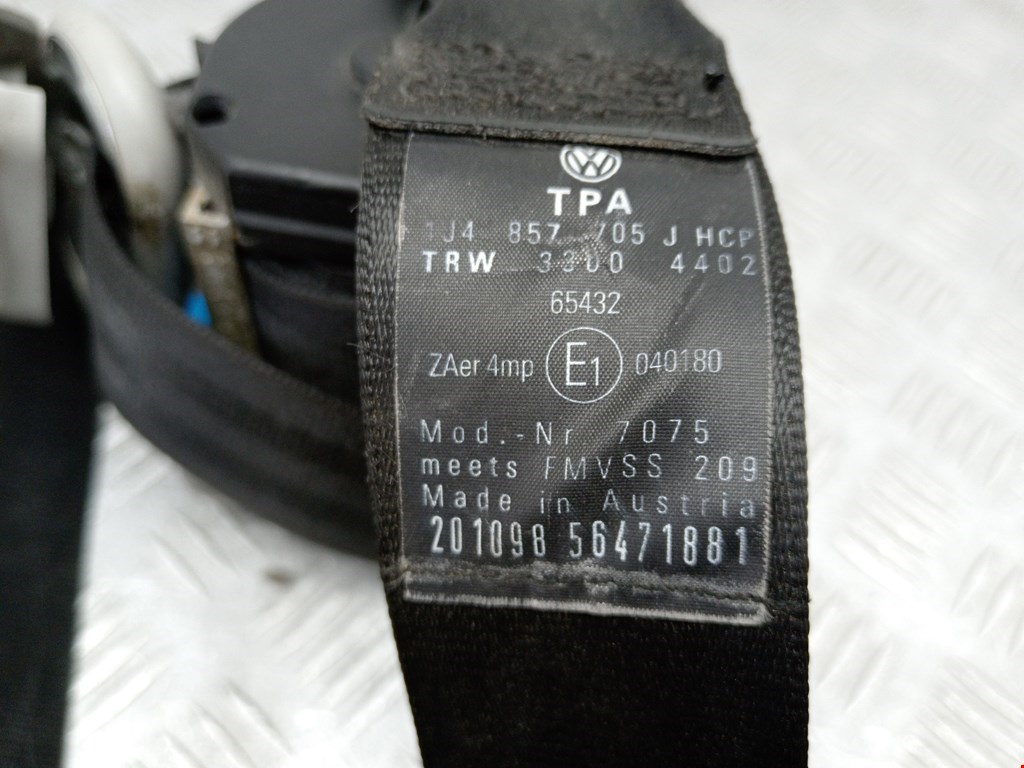 TPA
1J4 857 705 J HCP
TRW 3300 4402
65432
ZAer 4mp E1 040180
Mod.-Nr 7075
meets FMVSS 209
Made in Austria
201098 56471881